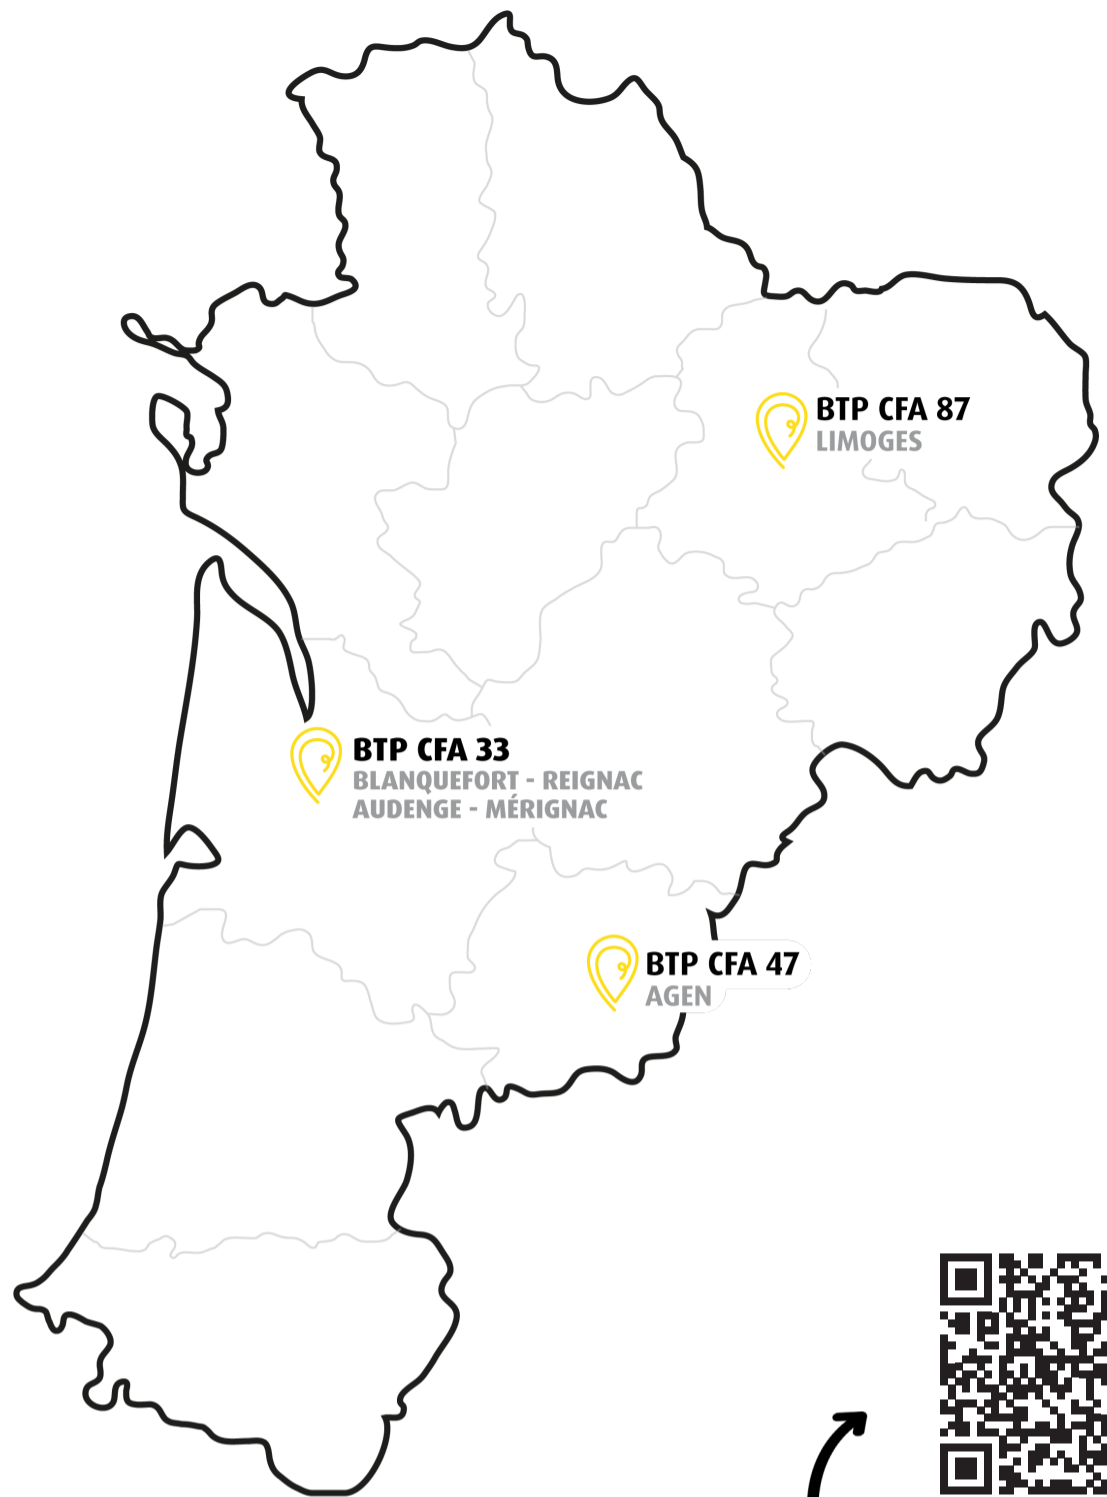 BTP CFA 87
LIMOGES
BTP CFA 33
BLANQUEFORT - REIGNAC
AUDENGE - MÉRIGNAC
BTP CFA 47
AGEN